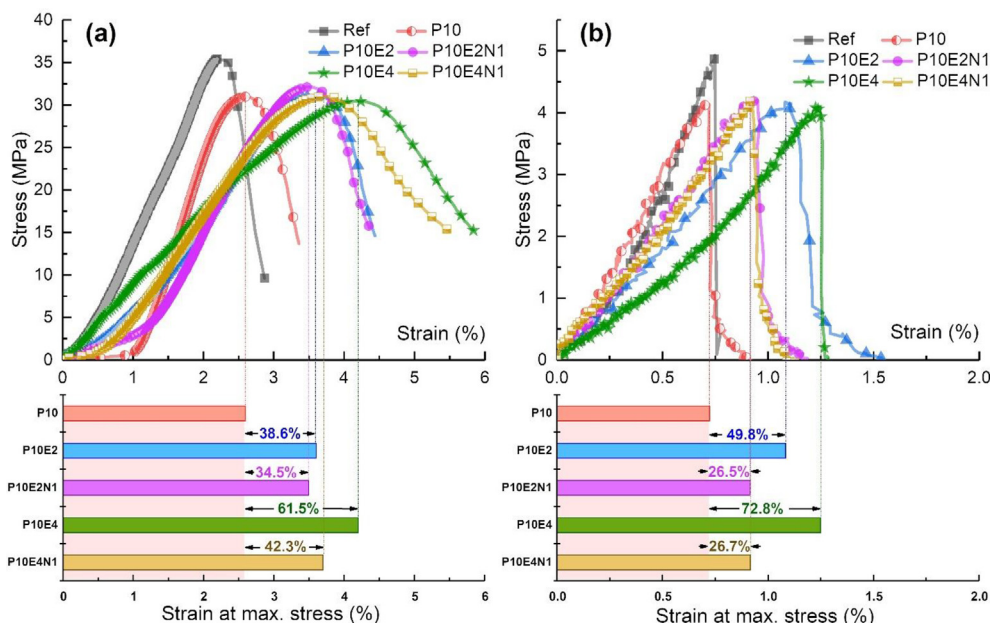 (a)
Ref
P10
P10E2
P10E2N1
P10E4
P10E4N1
Stress (MPa)
40
35
30
25
20
15
10
5
0
Strain (%)
0
1
2
3
4
5
6
P10
P10E2
38.6%
P10E2N1
34.5%
P10E4
61.5%
P10E4N1
42.3%
0
1
2
3
4
5
6
Strain at max. stress (%)
(b)
Ref
P10
P10E2
P10E2N1
P10E4
P10E4N1
Stress (MPa)
5
4
3
2
1
0
Strain (%)
0.0
0.5
1.0
1.5
2.0
P10
P10E2
49.8%
P10E2N1
26.5%
P10E4
72.8%
P10E4N1
26.7%
0.0
0.5
1.0
1.5
2.0
Strain at max. stress (%)